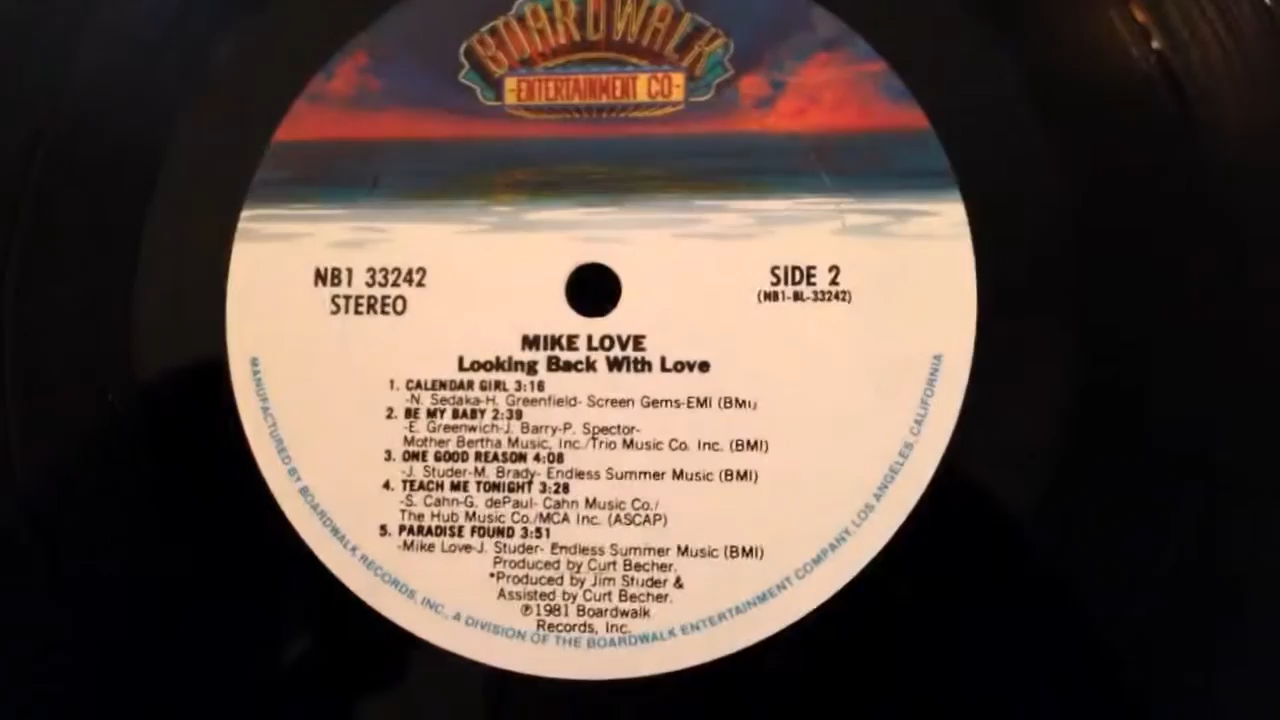 BOARDWALK
-ENTERTAINMENT CO-
NB1 33242
STEREO
SIDE 2
(NB1-BL-33242)
MIKE LOVE
Looking Back With Love
1. CALENDAR GIRL 3:16
-N. Sedaka-H. Greenfield- Screen Gems-EMI (BMI)
2. BE MY BABY 2:39
-E. Greenwich-J. Barry-P. Spector-
Mother Bertha Music, Inc./Trio Music Co. Inc. (BMI)
3. ONE GOOD REASON 4:08
-J. Studer-M. Brady- Endless Summer Music (BMI)
4. TEACH ME TONIGHT 3:28
-S. Cahn-G. dePaul- Cahn Music Co./
The Hub Music Co./MCA Inc. (ASCAP)
5. PARADISE FOUND 3:51
-Mike Love-J. Studer- Endless Summer Music (BMI)
Produced by Curt Becher.
*Produced by Jim Studer &
Assisted by Curt Becher.
℗1981 Boardwalk
Records, Inc.
MANUFACTURED BY BOARDWALK RECORDS, INC., A DIVISION OF THE BOARDWALK ENTERTAINMENT COMPANY, LOS ANGELES, CALIFORNIA